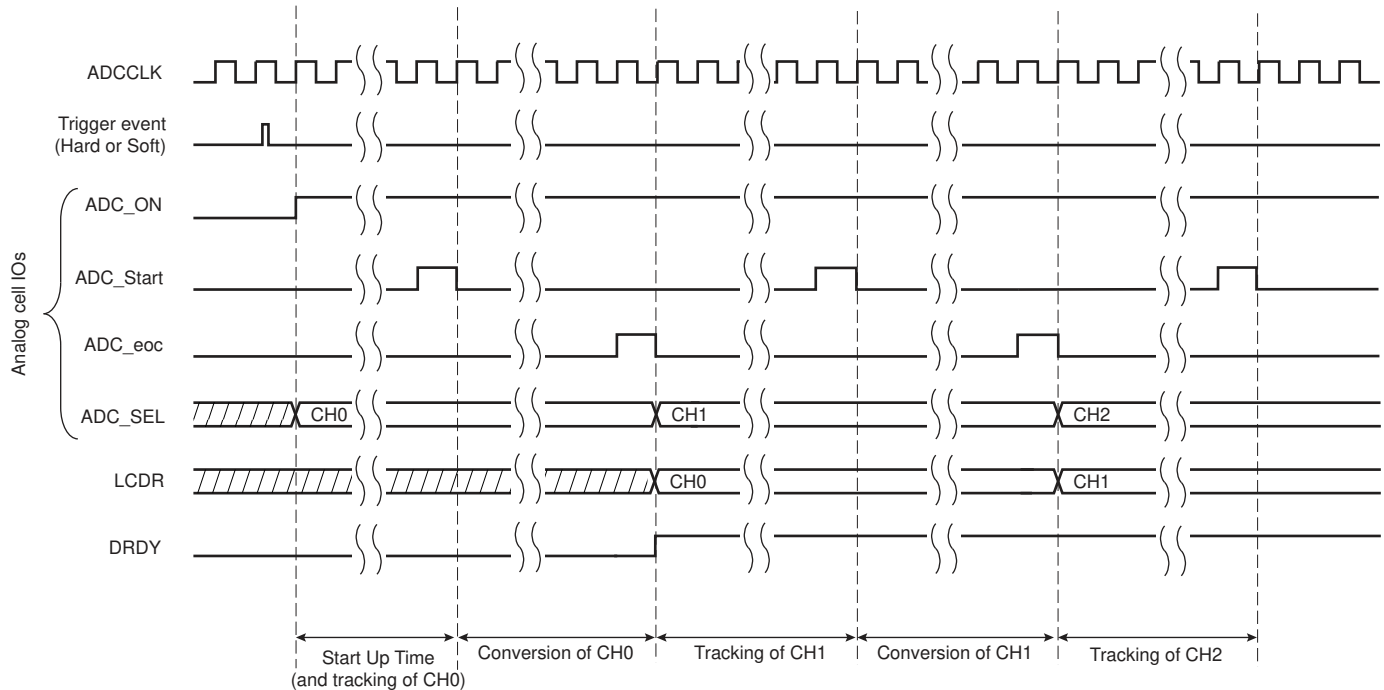 ADCCLK
Trigger event
(Hard or Soft)
Analog cell IOs
ADC_ON
ADC_Start
ADC_eoc
ADC_SEL
CH0
CH1
CH2
LCDR
CH0
CH1
DRDY
Start Up Time
(and tracking of CH0)
Conversion of CH0
Tracking of CH1
Conversion of CH1
Tracking of CH2